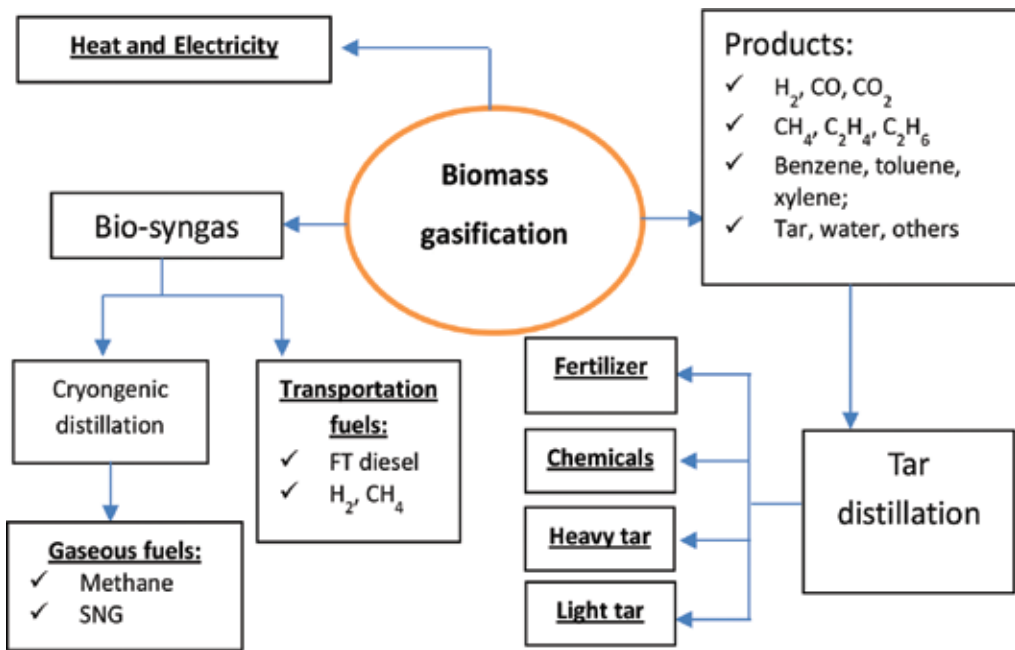 Heat and Electricity
Products:
✓ H₂, CO, CO₂
✓ CH₄, C₂H₄, C₂H₆
✓ Benzene, toluene,
xylene;
✓ Tar, water, others
Biomass
gasification
Bio-syngas
Cryongenic
distillation
Transportation
fuels:
✓ FT diesel
✓ H₂, CH₄
Gaseous fuels:
✓ Methane
✓ SNG
Fertilizer
Chemicals
Heavy tar
Light tar
Tar
distillation